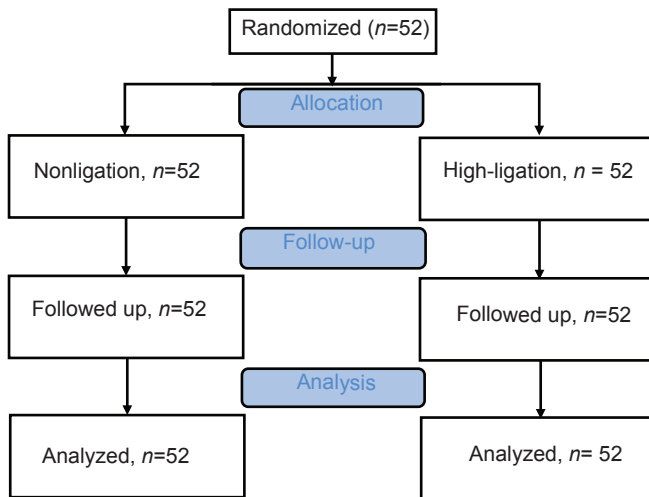 Randomized (n=52)
Allocation
Nonligation, n=52
High-ligation, n = 52
Follow-up
Followed up, n=52
Followed up, n=52
Analysis
Analyzed, n=52
Analyzed, n= 52